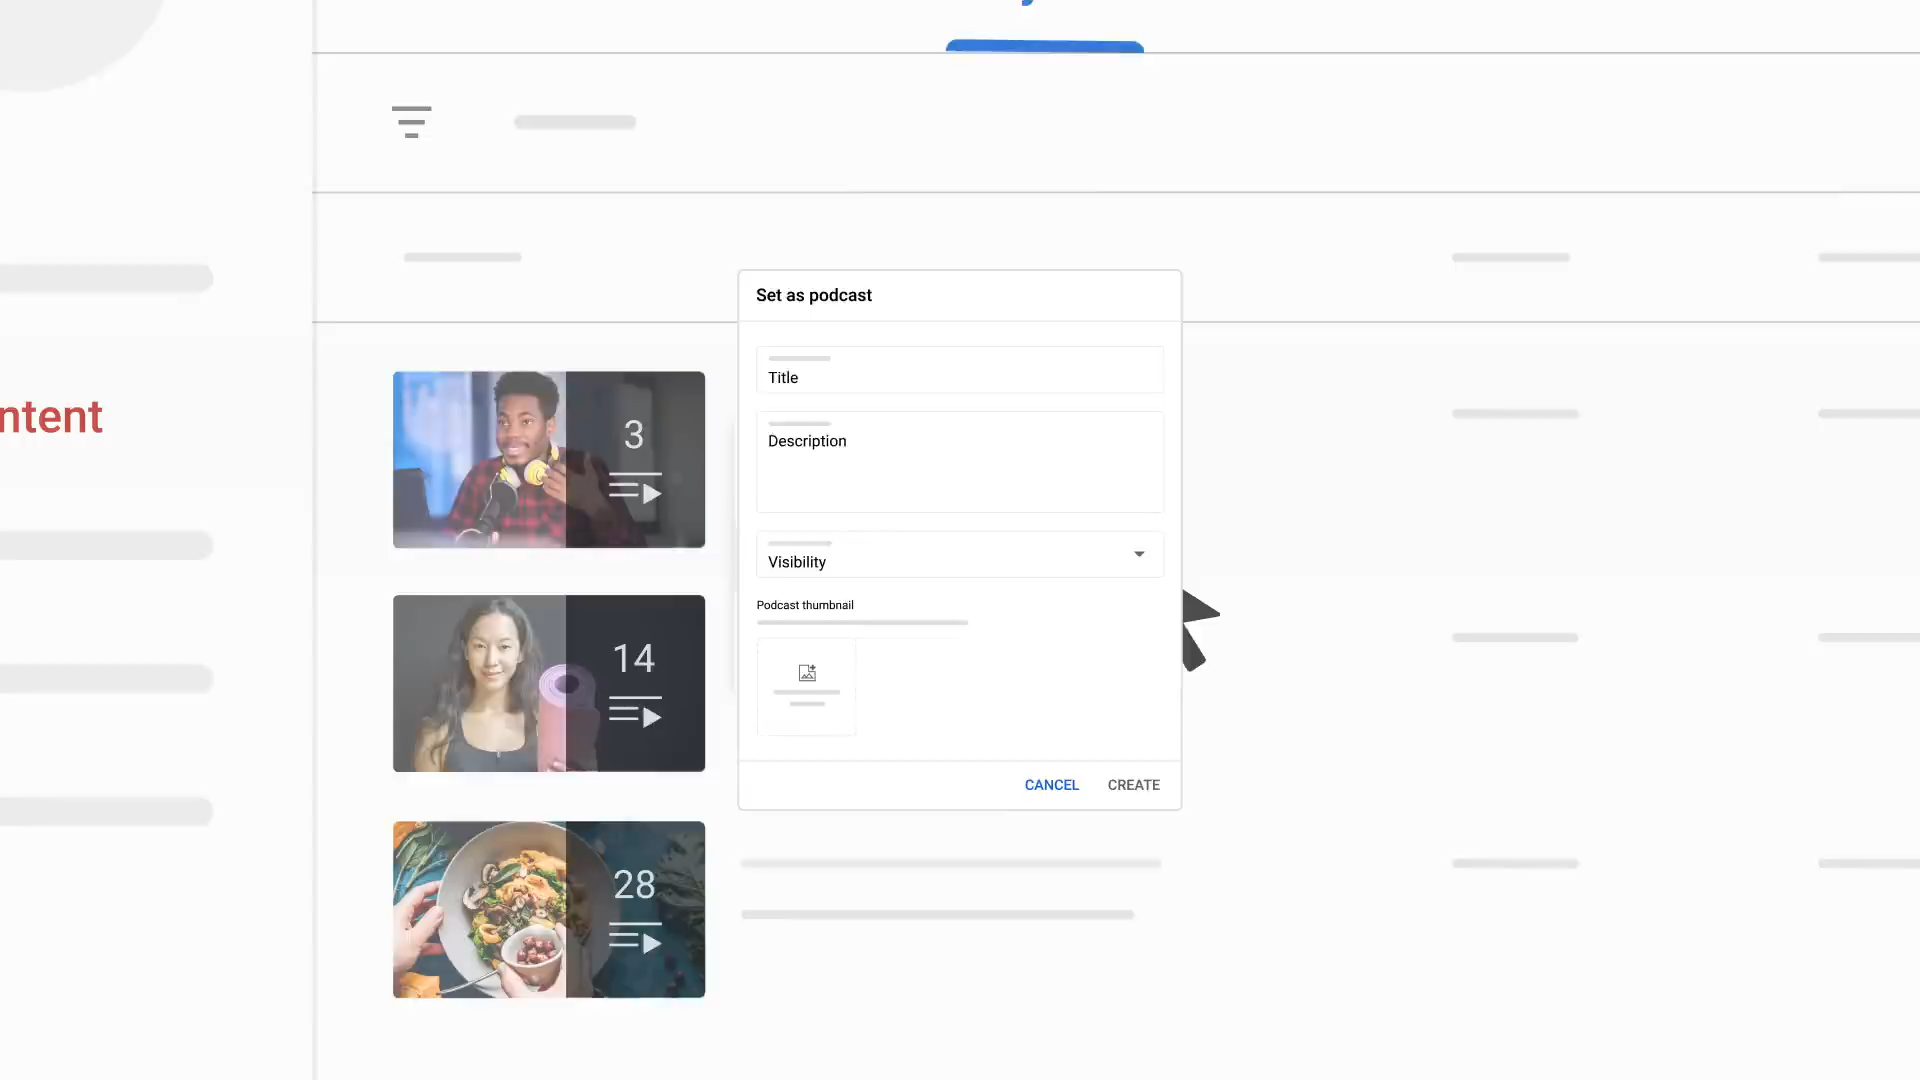 ntent
Set as podcast
Title
Description
Visibility
Podcast thumbnail
CANCEL CREATE
3
14
28